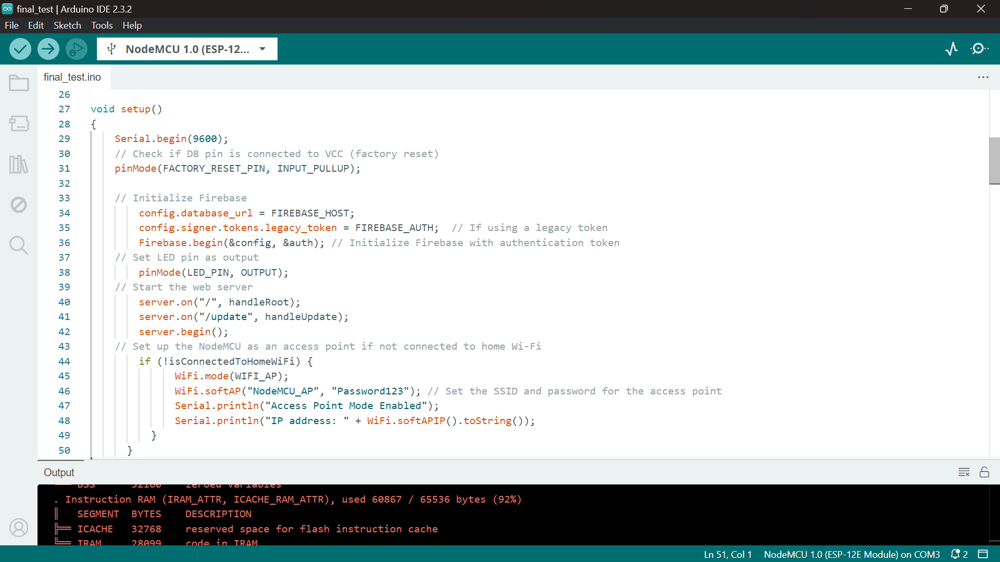 final_test | Arduino IDE 2.3.2
File Edit Sketch Tools Help
NodeMCU 1.0 (ESP-12...
final_test.ino
26
27 void setup()
28 {
29 Serial.begin(9600);
30 // Check if D8 pin is connected to VCC (factory reset)
31 pinMode(FACTORY_RESET_PIN, INPUT_PULLUP);
32
33 // Initialize Firebase
34 config.database_url = FIREBASE_HOST;
35 config.signer.tokens.legacy_token = FIREBASE_AUTH; // If using a legacy token
36 Firebase.begin(&config, &auth); // Initialize Firebase with authentication token
37 // Set LED pin as output
38 pinMode(LED_PIN, OUTPUT);
39 // Start the web server
40 server.on("/", handleRoot);
41 server.on("/update", handleUpdate);
42 server.begin();
43 // Set up the NodeMCU as an access point if not connected to home Wi-Fi
44 if (!isConnectedToHomeWiFi) {
45 WiFi.mode(WIFI_AP);
46 WiFi.softAP("NodeMCU_AP", "Password123"); // Set the SSID and password for the access point
47 Serial.println("Access Point Mode Enabled");
48 Serial.println("IP address: " + WiFi.softAPIP().toString());
49 }
50 }
Output
BSS 32160 zeroed variables
. Instruction RAM (IRAM_ATTR, ICACHE_RAM_ATTR), used 60867 / 65536 bytes (92%)
║ SEGMENT BYTES DESCRIPTION
╠══ ICACHE 32768 reserved space for flash instruction cache
╚══ IRAM 28099 code in IRAM
Ln 51, Col 1 NodeMCU 1.0 (ESP-12E Module) on COM3 2